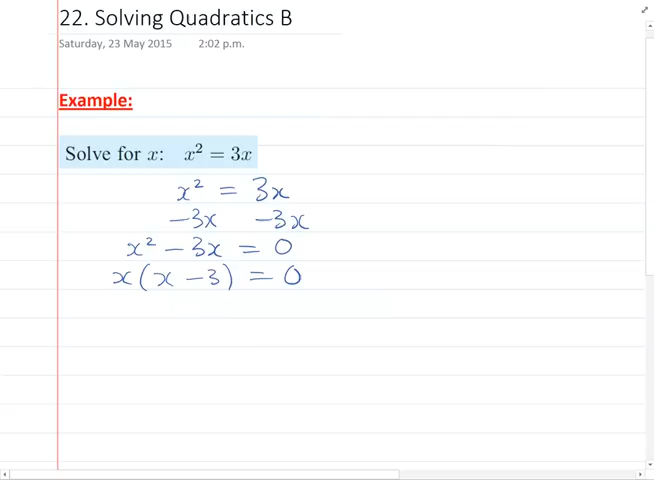 22. Solving Quadratics B
Saturday, 23 May 2015 2:02 p.m.
Example:
Solve for x: x² = 3x
x² = 3x
−3x −3x
x² − 3x = 0
x(x − 3) = 0